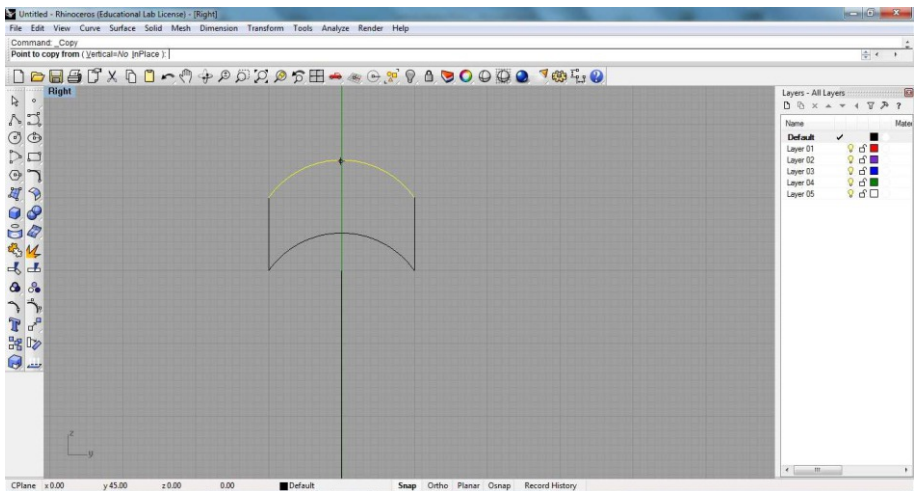 Untitled - Rhinoceros (Educational Lab License) - [Right]
File Edit View Curve Surface Solid Mesh Dimension Transform Tools Analyze Render Help
Command: _Copy
Point to copy from ( Vertical=No InPlace ):
Right
Layers - All Layers
Name Mate
Default
Layer 01
Layer 02
Layer 03
Layer 04
Layer 05
z
y
CPlane x 0.00 y 45.00 z 0.00 0.00 Default Snap Ortho Planar Osnap Record History